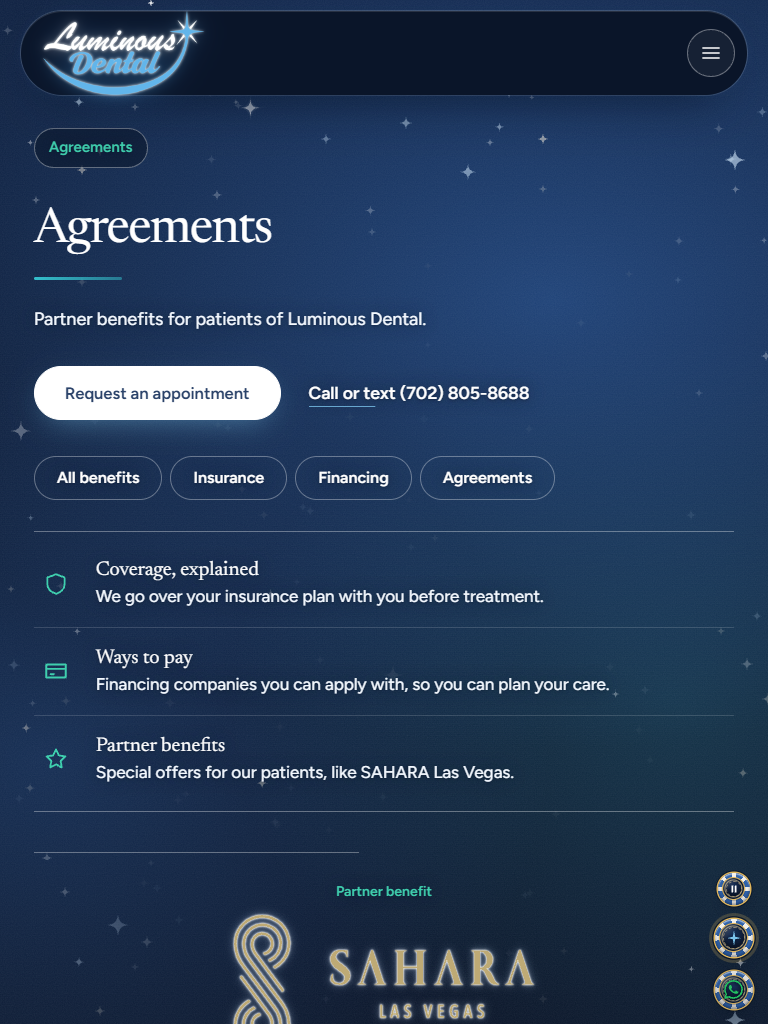 Luminous
Dental
Agreements
Agreements
Partner benefits for patients of Luminous Dental.
Request an appointment
Call or text (702) 805-8688
All benefits
Insurance
Financing
Agreements
Coverage, explained
We go over your insurance plan with you before treatment.
Ways to pay
Financing companies you can apply with, so you can plan your care.
Partner benefits
Special offers for our patients, like SAHARA Las Vegas.
Partner benefit
SAHARA
LAS VEGAS